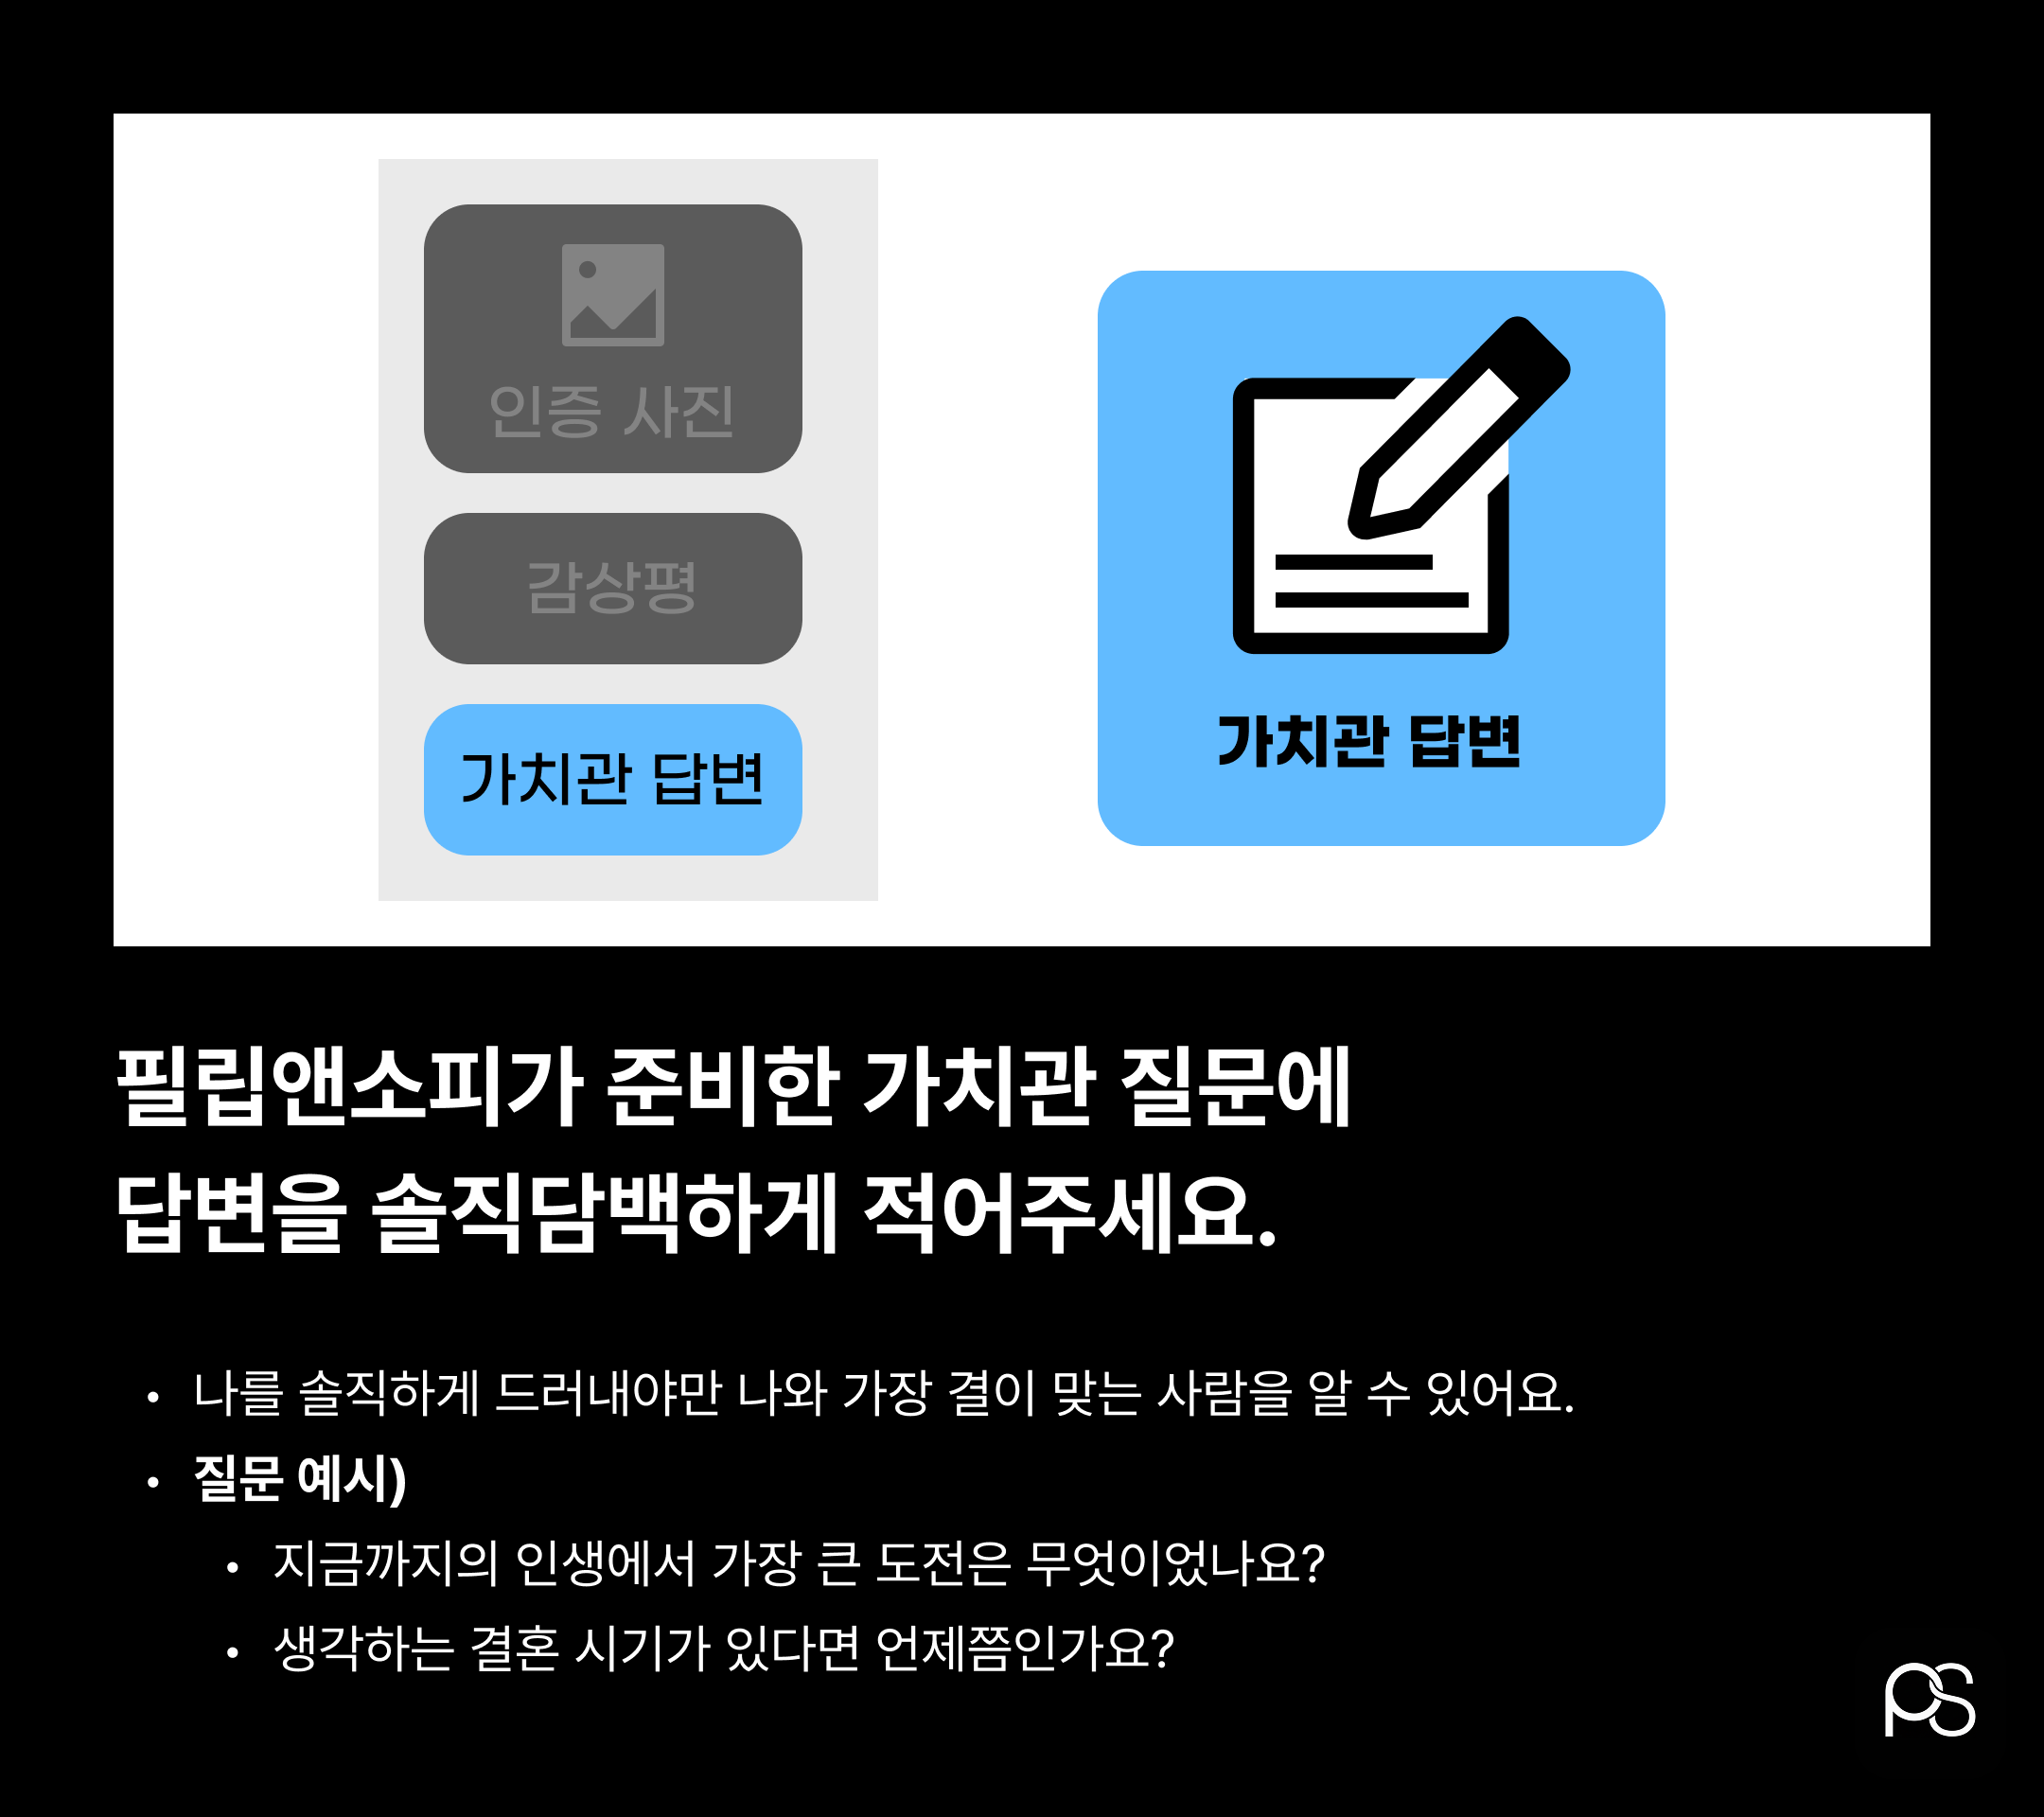 인증 사진
감상평
가치관 답변
가치관 답변
필립앤소피가 준비한 가치관 질문에
답변을 솔직담백하게 적어주세요.
• 나를 솔직하게 드러내야만 나와 가장 결이 맞는 사람을 알 수 있어요.
• 질문 예시)
• 지금까지의 인생에서 가장 큰 도전은 무엇이었나요?
• 생각하는 결혼 시기가 있다면 언제쯤인가요?
PS